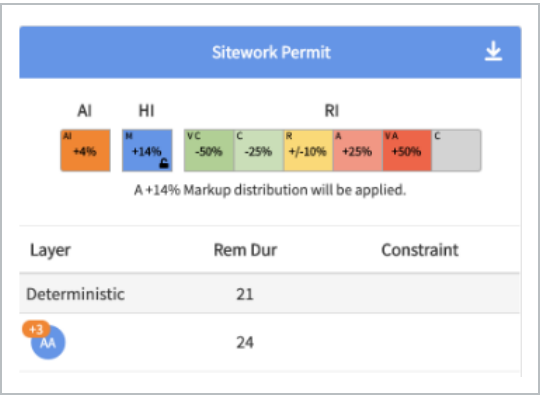 Sitework Permit
AI HI RI
AI M VC C R A VA C
+4% +14% -50% -25% +/-10% +25% +50%
A +14% Markup distribution will be applied.
Layer Rem Dur Constraint
Deterministic 21
+3
AA 24